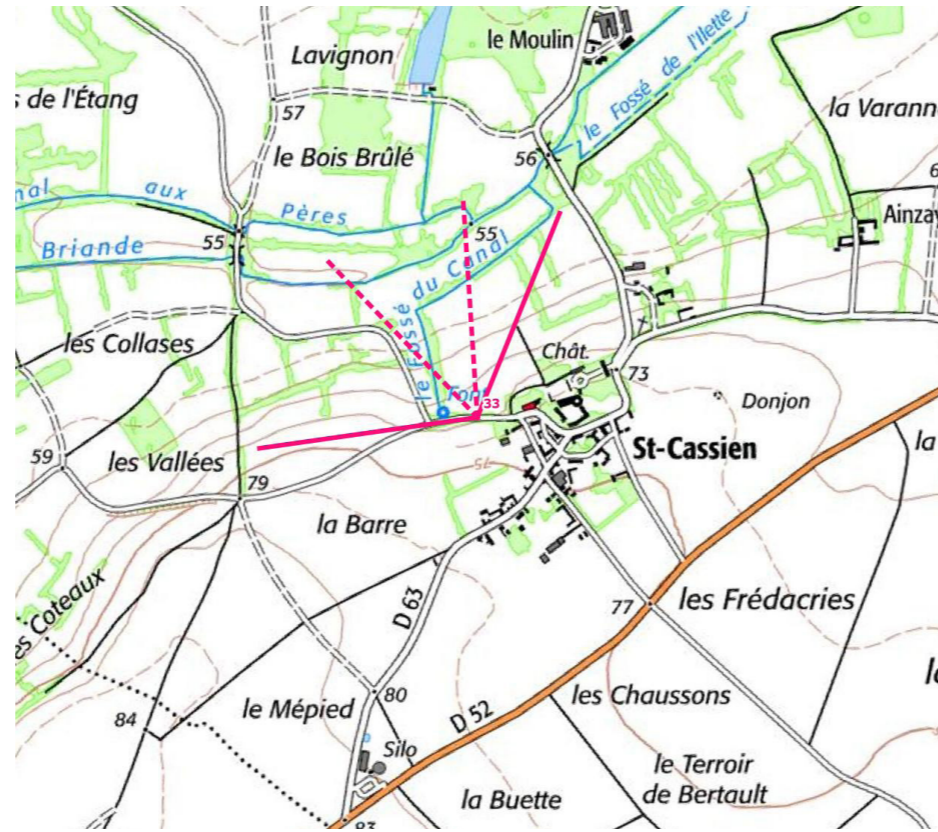 Lavignon
le Moulin
s de l'Étang
57
le Fossé de l'Ilette
la Varann
le Bois Brûlé
56
nal aux Pères
Ainzay
55
55
Briande
le Fossé du Canal
les Collases
Chât.
Font
33
73
Donjon
la
59
les Vallées
St-Cassien
75
79
la Barre
es Coteaux
D 63
77
les Frédacries
80
le Mépied
les Chaussons
84
D 52
Silo
le Terroir
de Bertault
la Buette
83